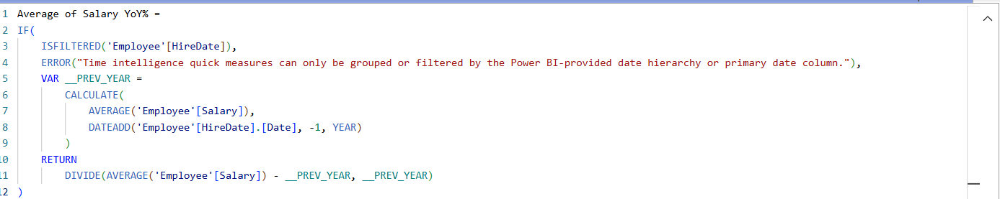 1 Average of Salary YoY% =
2 IF(
3 ISFILTERED('Employee'[HireDate]),
4 ERROR("Time intelligence quick measures can only be grouped or filtered by the Power BI-provided date hierarchy or primary date column."),
5 VAR __PREV_YEAR =
6 CALCULATE(
7 AVERAGE('Employee'[Salary]),
8 DATEADD('Employee'[HireDate].[Date], -1, YEAR)
9 )
10 RETURN
11 DIVIDE(AVERAGE('Employee'[Salary]) - __PREV_YEAR, __PREV_YEAR)
12 )